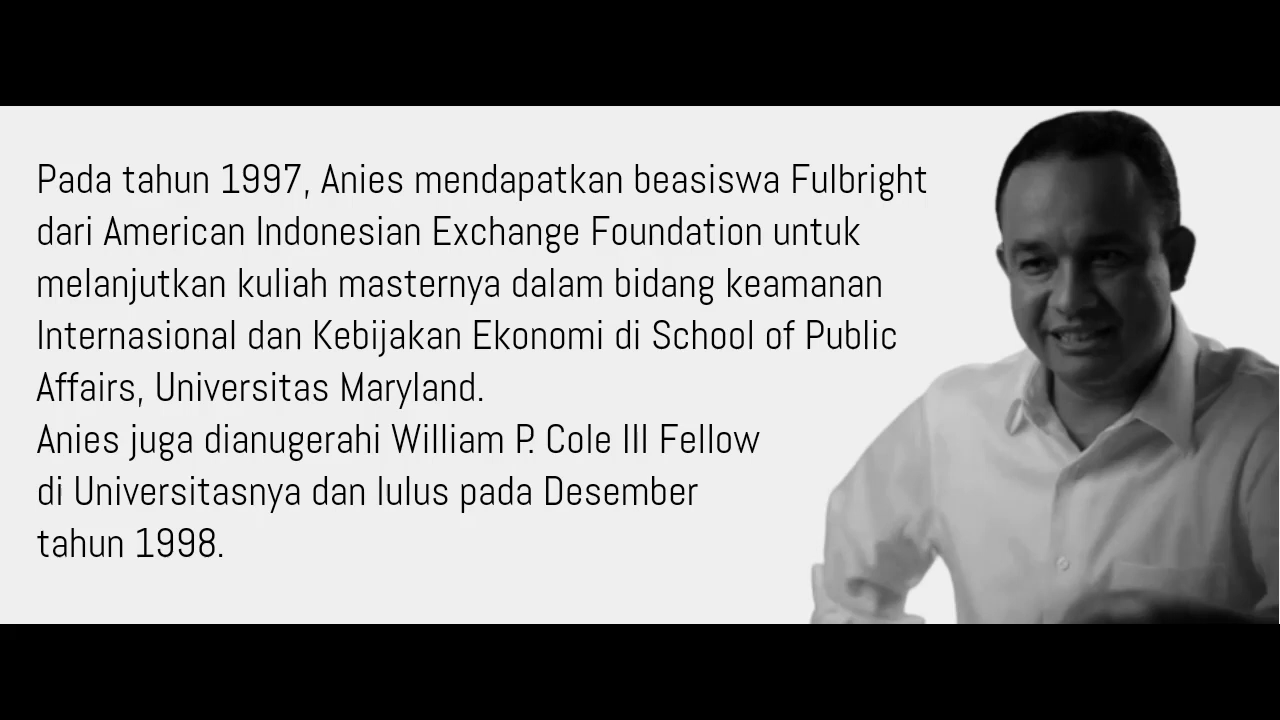 Pada tahun 1997, Anies mendapatkan beasiswa Fulbright
dari American Indonesian Exchange Foundation untuk
melanjutkan kuliah masternya dalam bidang keamanan
Internasional dan Kebijakan Ekonomi di School of Public
Affairs, Universitas Maryland.
Anies juga dianugerahi William P. Cole III Fellow
di Universitasnya dan lulus pada Desember
tahun 1998.